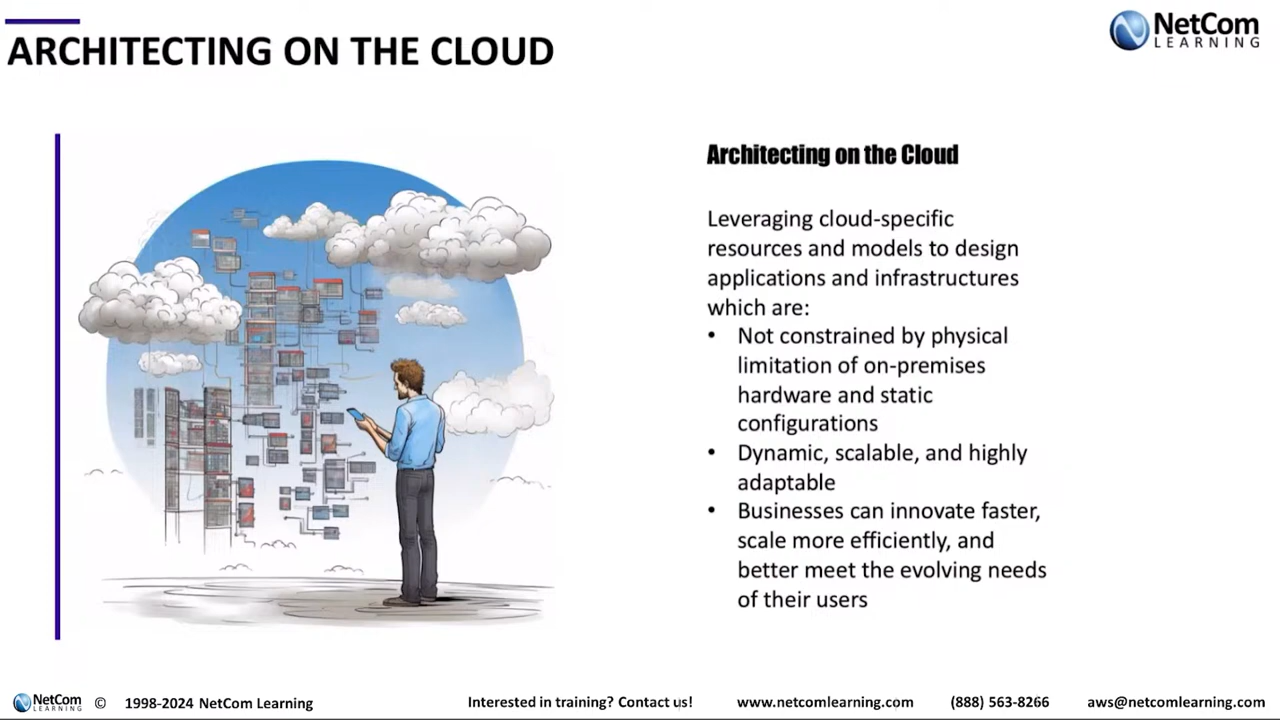 ARCHITECTING ON THE CLOUD
NetCom
LEARNING
Architecting on the Cloud
Leveraging cloud-specific
resources and models to design
applications and infrastructures
which are:
• Not constrained by physical
limitation of on-premises
hardware and static
configurations
• Dynamic, scalable, and highly
adaptable
• Businesses can innovate faster,
scale more efficiently, and
better meet the evolving needs
of their users
NetCom
LEARNING
© 1998-2024 NetCom Learning
Interested in training? Contact us!
www.netcomlearning.com
(888) 563-8266
aws@netcomlearning.com